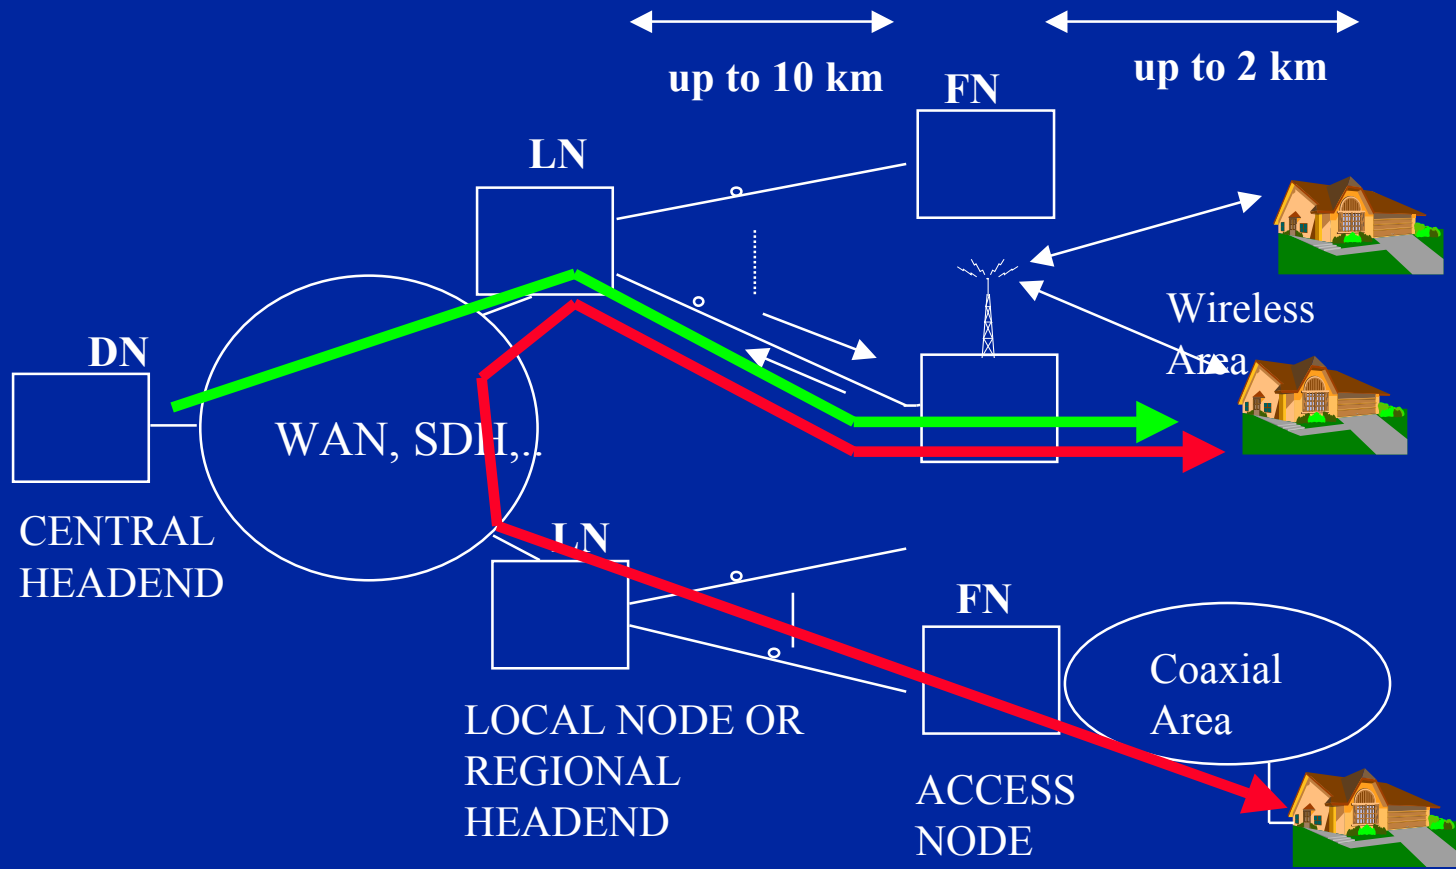 up to 10 km
up to 2 km
FN
LN
Wireless
Area
DN
WAN, SDH,..
CENTRAL
HEADEND
LN
FN
Coaxial
Area
LOCAL NODE OR
REGIONAL
HEADEND
ACCESS
NODE